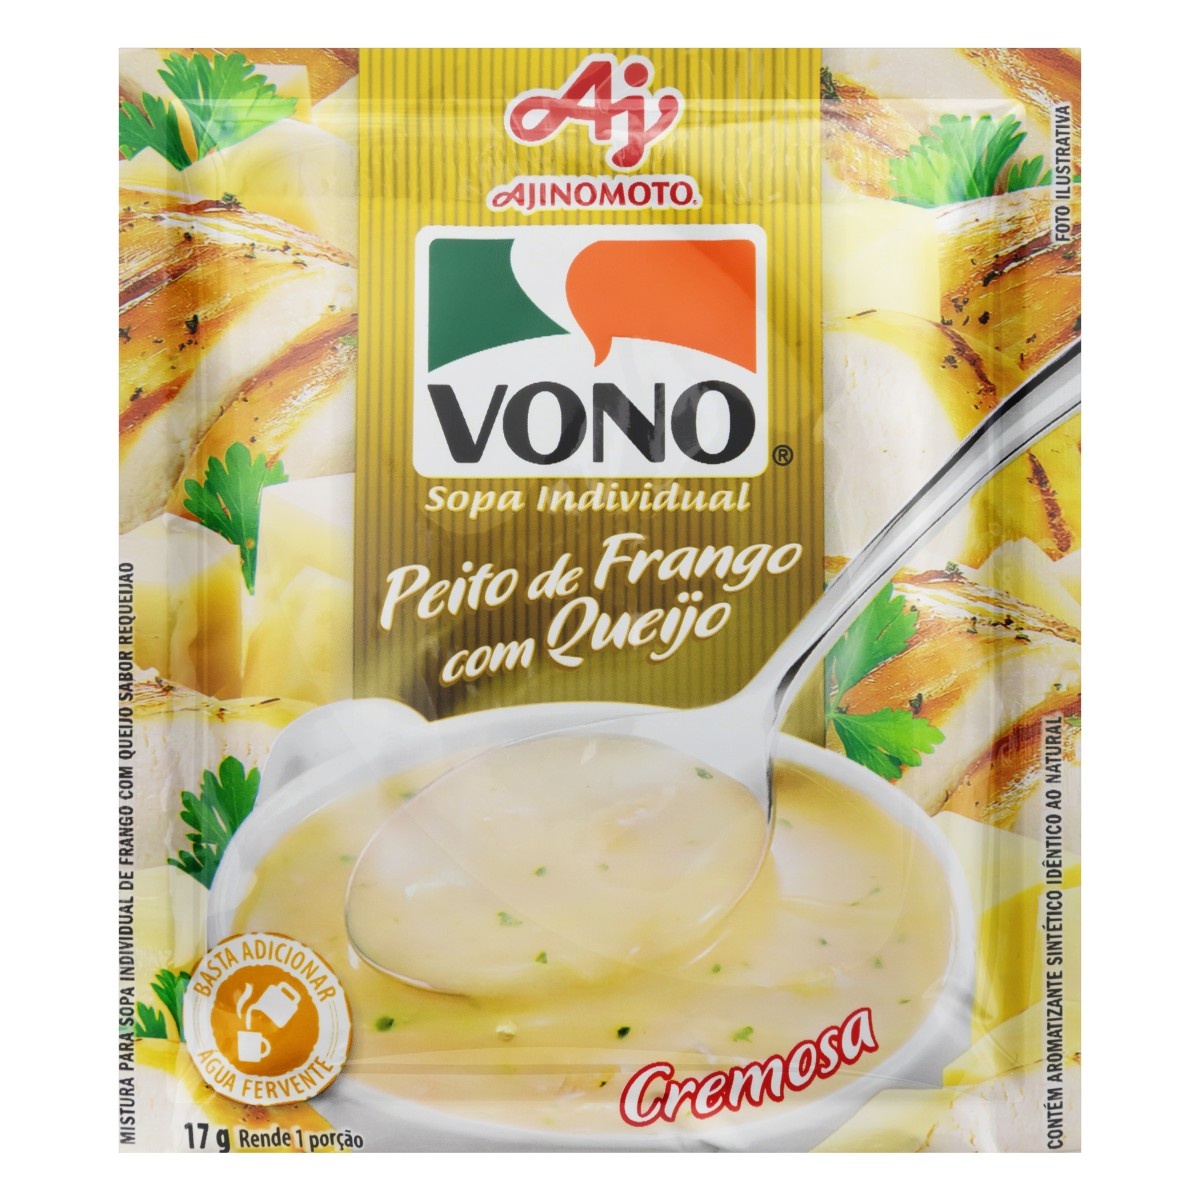 Aj
AJINOMOTO®
VONO®
Sopa Individual
Peito de Frango
com Queijo
Cremosa
BASTA ADICIONAR
ÁGUA FERVENTE
17 g Rende 1 porção
MISTURA PARA SOPA INDIVIDUAL DE FRANGO COM QUEIJO SABOR REQUEIJÃO
FOTO ILUSTRATIVA
CONTÉM AROMATIZANTE SINTÉTICO IDÊNTICO AO NATURAL